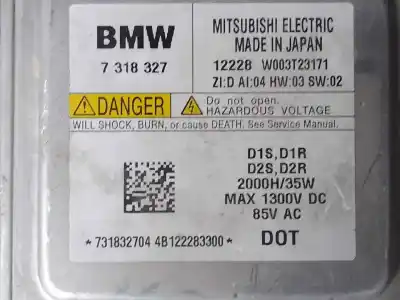 BMW
7 318 327
MITSUBISHI ELECTRIC
MADE IN JAPAN
12228 W003T23171
ZI:D AI:04 HW:03 SW:02
DANGER
Do not open.
HAZARDOUS VOLTAGE
WILL SHOCK, BURN, or cause DEATH. See Service Manual.
D1S,D1R
D2S,D2R
2000H/35W
MAX 1300V DC
85V AC
*731832704 4B122283300*
DOT